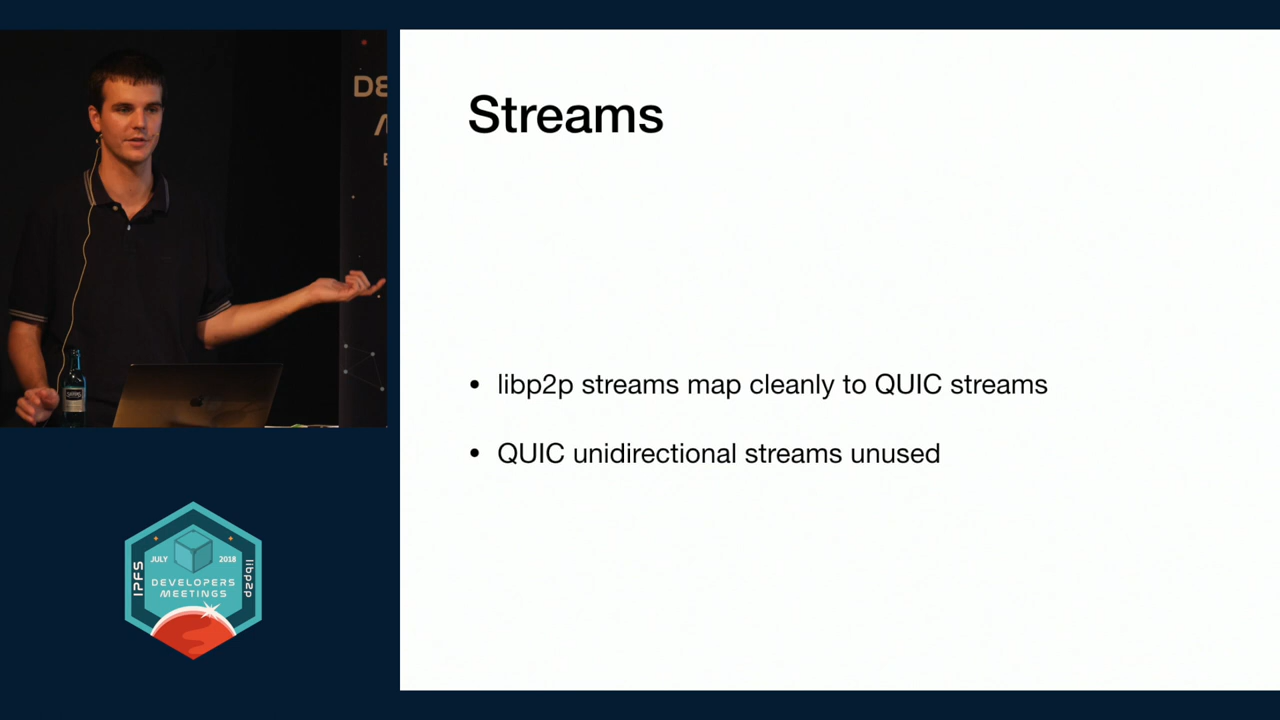 Streams
• libp2p streams map cleanly to QUIC streams
• QUIC unidirectional streams unused
JULY
2018
IPFS
libp2p
DEVELOPERS
MEETINGS